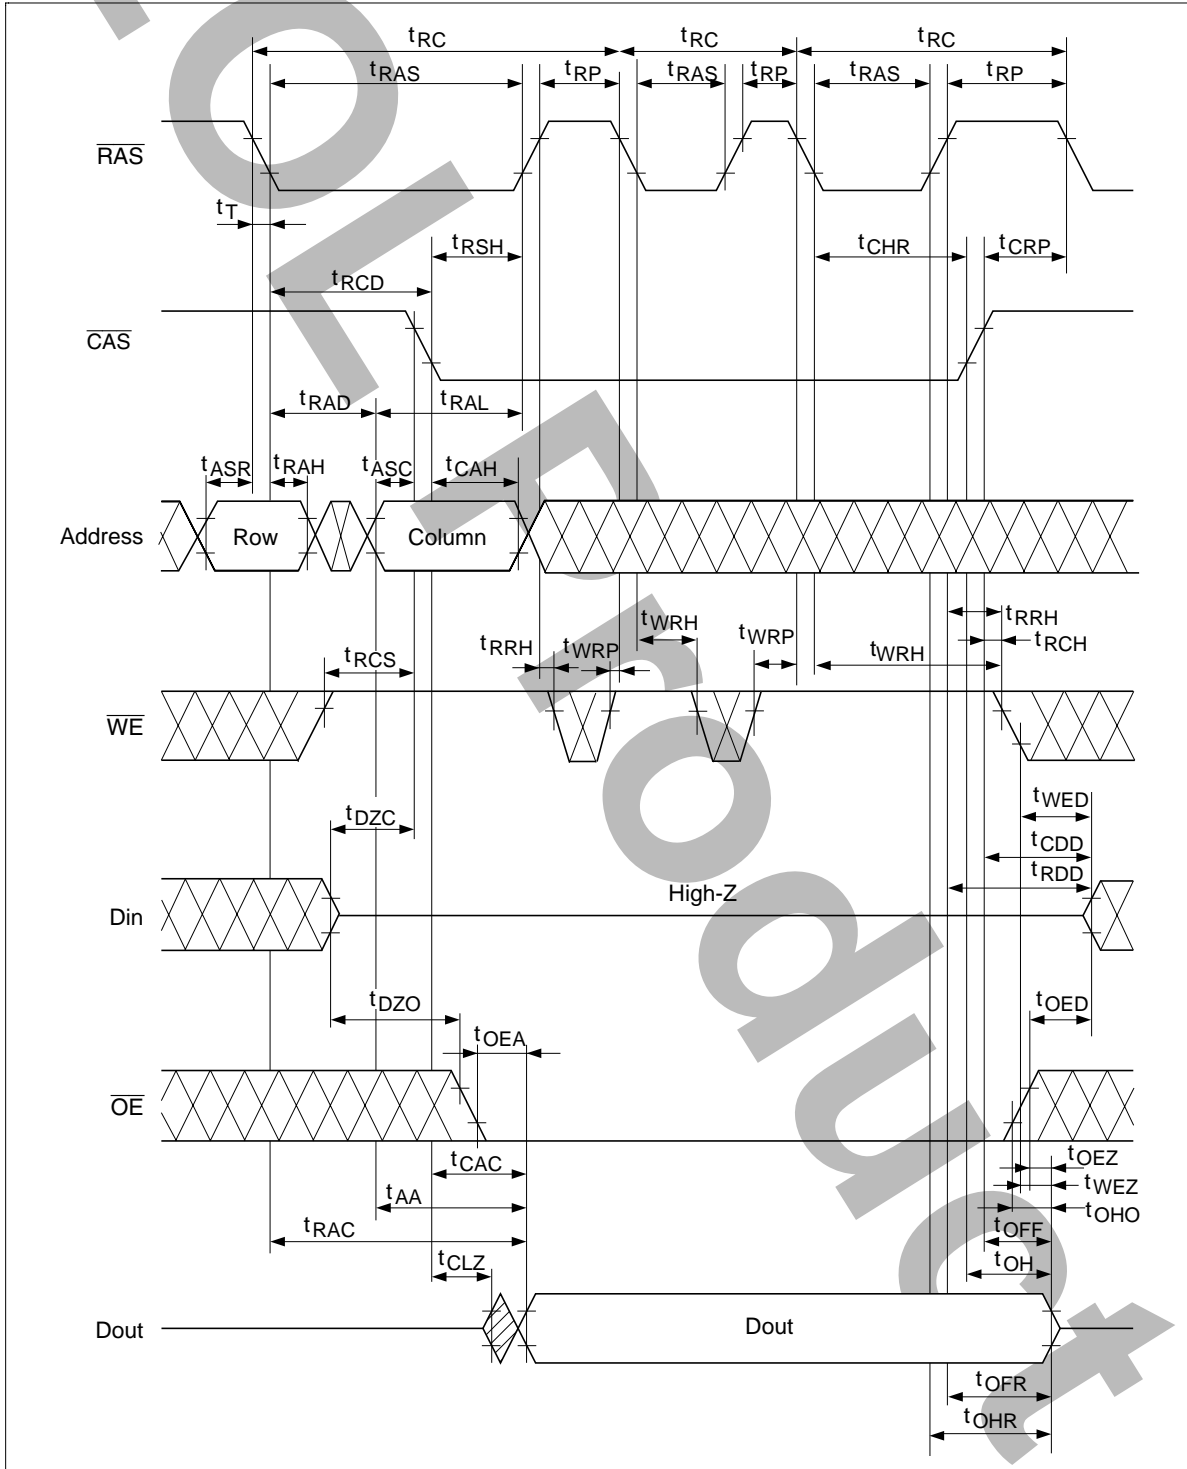 tRC tRC tRC
tRAS tRP tRAS tRP tRAS tRP
RAS
tT
tRSH tCHR tCRP
tRCD
CAS
tRAD tRAL
tASR tRAH tASC tCAH
Address Row Column
tRRH
tWRH
tRCH
tRRH tWRP tWRP tWRH
tRCS
WE
tWED
tDZC
tCDD
tRDD
High-Z
Din
tDZO tOED
tOEA
OE
tOEZ
tCAC
tWEZ
tAA
tOHO
tRAC
tOFF
tCLZ
tOH
Dout Dout
tOFR
tOHR
EOL Product